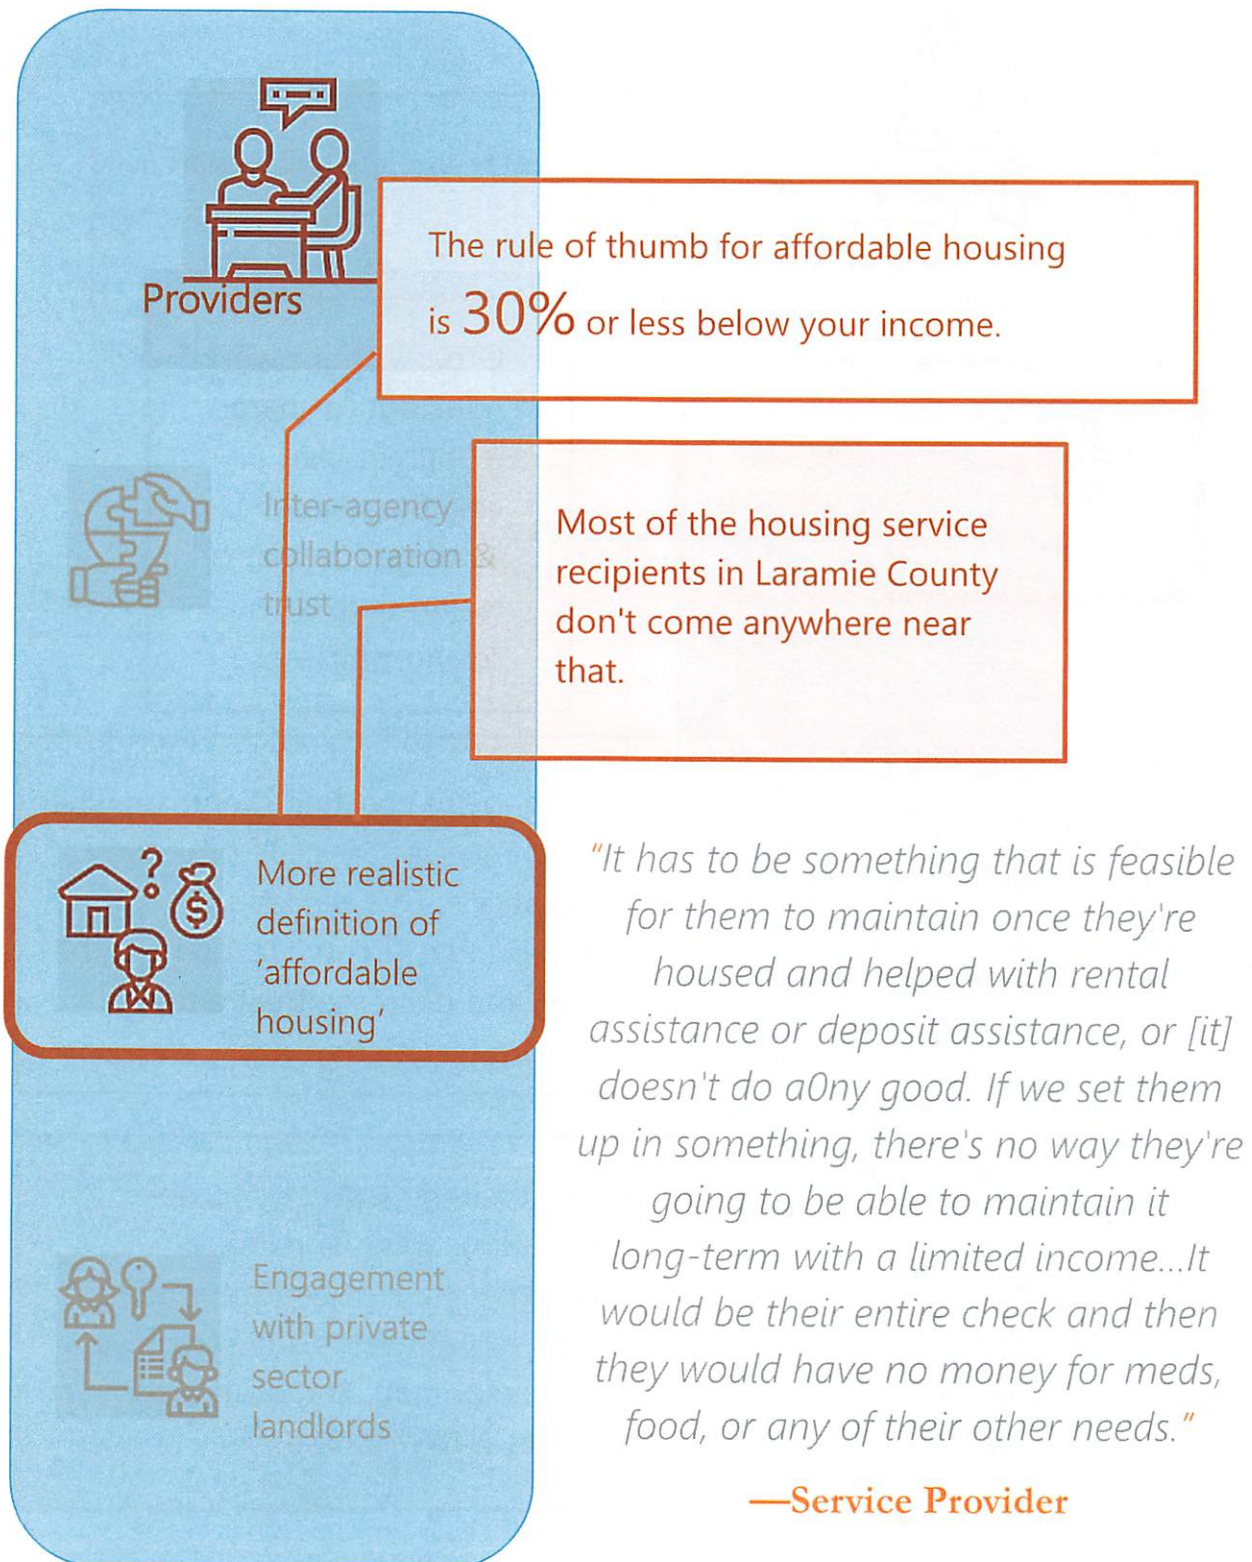 Providers
The rule of thumb for affordable housing
is 30% or less below your income.
Inter-agency
collaboration &
trust
Most of the housing service
recipients in Laramie County
don't come anywhere near
that.
More realistic
definition of
'affordable
housing'
"It has to be something that is feasible
for them to maintain once they're
housed and helped with rental
assistance or deposit assistance, or [it]
doesn't do aOny good. If we set them
up in something, there's no way they're
going to be able to maintain it
long-term with a limited income...It
would be their entire check and then
they would have no money for meds,
food, or any of their other needs."
—Service Provider
Engagement
with private
sector
landlords